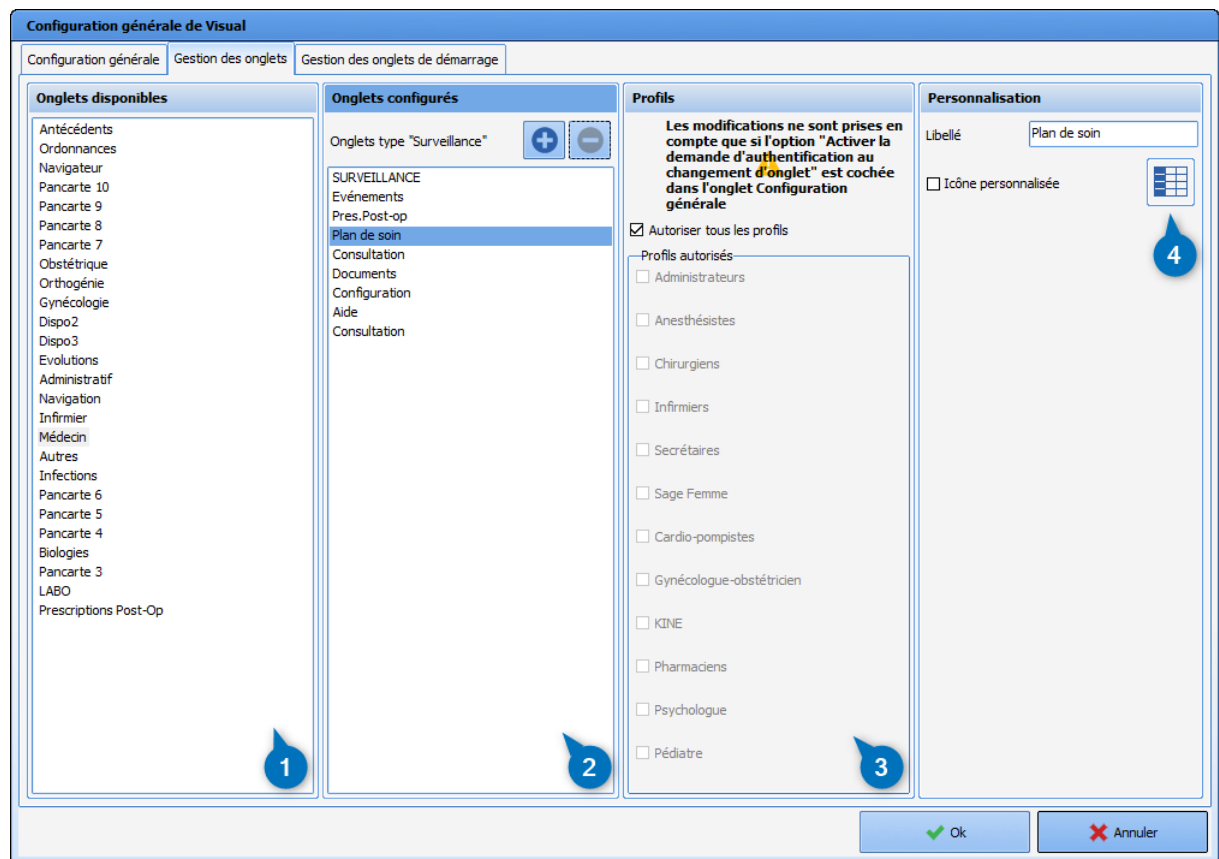 Configuration générale de Visual
Configuration générale
Gestion des onglets
Gestion des onglets de démarrage
Onglets disponibles
Antécédents
Ordonnances
Navigateur
Pancarte 10
Pancarte 9
Pancarte 8
Pancarte 7
Obstétrique
Orthogénie
Gynécologie
Dispo2
Dispo3
Evolutions
Administratif
Navigation
Infirmier
Médecin
Autres
Infections
Pancarte 6
Pancarte 5
Pancarte 4
Biologies
Pancarte 3
LABO
Prescriptions Post-Op
1
Onglets configurés
Onglets type "Surveillance"
SURVEILLANCE
Evénements
Pres.Post-op
Plan de soin
Consultation
Documents
Configuration
Aide
Consultation
2
Profils
Les modifications ne sont prises en
compte que si l'option "Activer la
demande d'authentification au
changement d'onglet" est cochée
dans l'onglet Configuration
générale
Autoriser tous les profils
Profils autorisés
Administrateurs
Anesthésistes
Chirurgiens
Infirmiers
Secrétaires
Sage Femme
Cardio-pompistes
Gynécologue-obstétricien
KINE
Pharmaciens
Psychologue
Pédiatre
3
Personnalisation
Libellé
Plan de soin
Icône personnalisée
4
Ok
Annuler